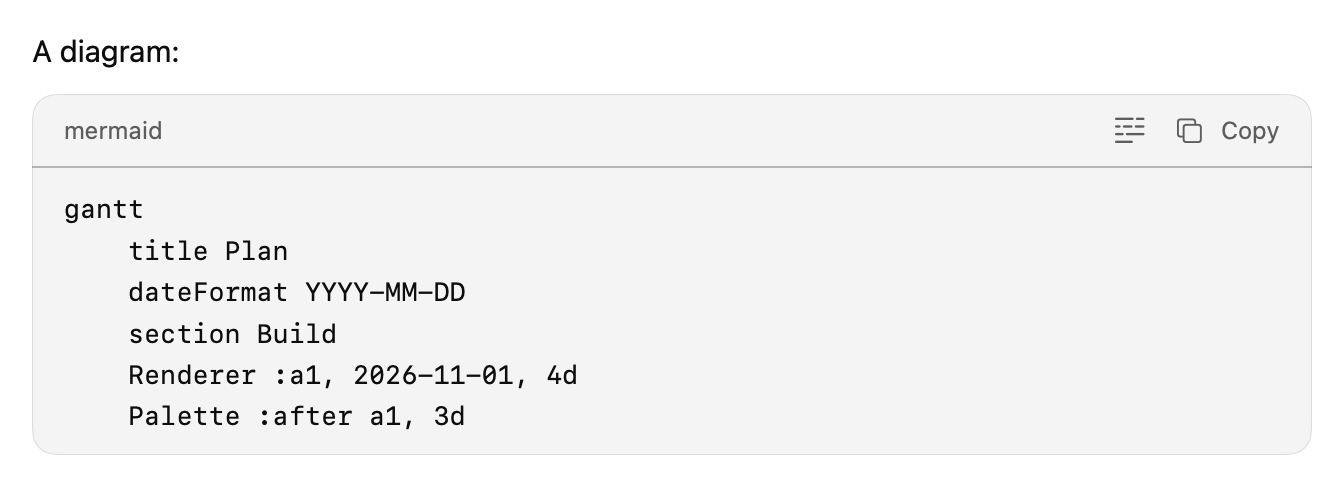 A diagram:
mermaid
Copy
gantt
    title Plan
    dateFormat YYYY-MM-DD
    section Build
    Renderer :a1, 2026-11-01, 4d
    Palette :after a1, 3d